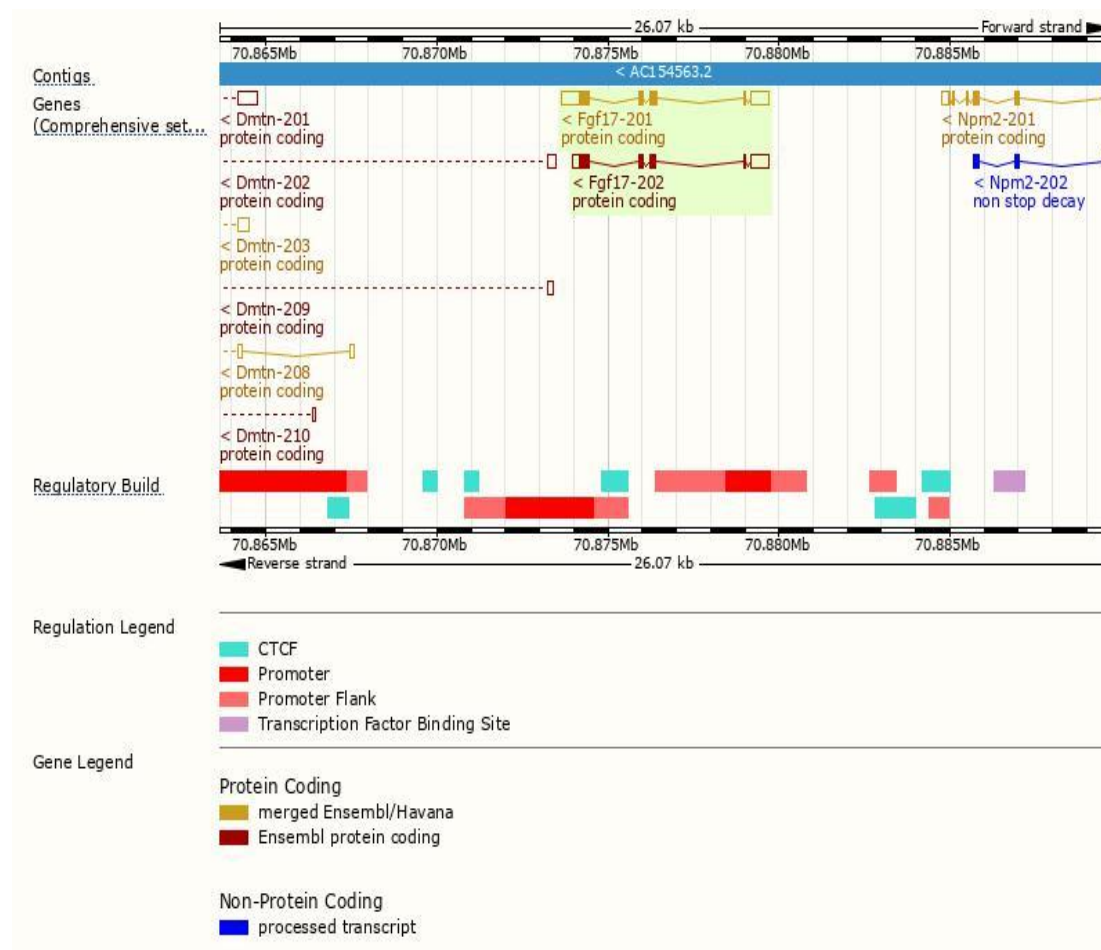 26.07 kb Forward strand
70.865Mb 70.870Mb 70.875Mb 70.880Mb 70.885Mb
Contigs < AC154563.2
Genes
(Comprehensive set...
< Dmtn-201 < Fgf17-201 < Npm2-201
protein coding protein coding protein coding
< Dmtn-202 < Fgf17-202 < Npm2-202
protein coding protein coding non stop decay
< Dmtn-203
protein coding
< Dmtn-209
protein coding
< Dmtn-208
protein coding
< Dmtn-210
protein coding
Regulatory Build
70.865Mb 70.870Mb 70.875Mb 70.880Mb 70.885Mb
Reverse strand 26.07 kb
Regulation Legend
CTCF
Promoter
Promoter Flank
Transcription Factor Binding Site
Gene Legend
Protein Coding
merged Ensembl/Havana
Ensembl protein coding
Non-Protein Coding
processed transcript